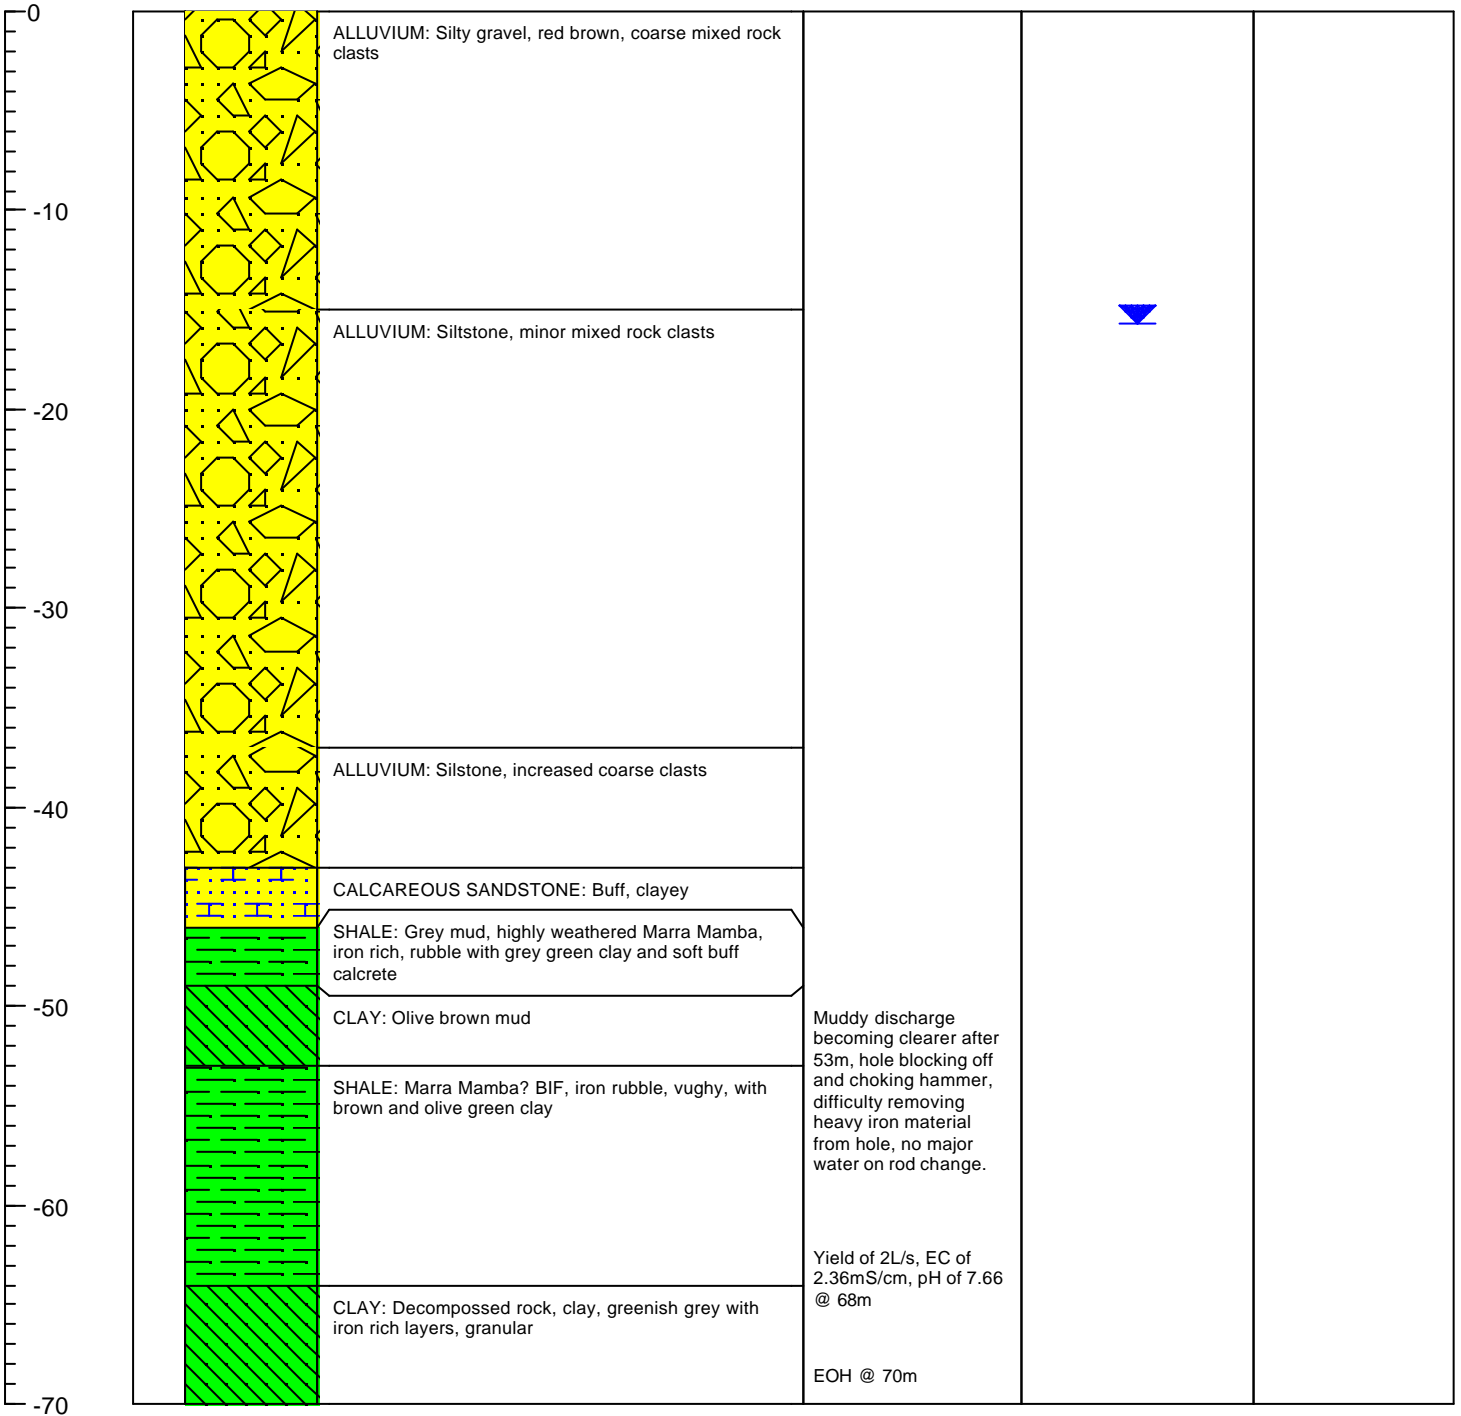 0
ALLUVIUM: Silty gravel, red brown, coarse mixed rock
clasts
-10
ALLUVIUM: Siltstone, minor mixed rock clasts
-20
-30
ALLUVIUM: Silstone, increased coarse clasts
-40
CALCAREOUS SANDSTONE: Buff, clayey
SHALE: Grey mud, highly weathered Marra Mamba,
iron rich, rubble with grey green clay and soft buff
calcrete
-50
CLAY: Olive brown mud
SHALE: Marra Mamba? BIF, iron rubble, vughy, with
brown and olive green clay
-60
CLAY: Decompossed rock, clay, greenish grey with
iron rich layers, granular
-70
Muddy discharge
becoming clearer after
53m, hole blocking off
and choking hammer,
difficulty removing
heavy iron material
from hole, no major
water on rod change.
Yield of 2L/s, EC of
2.36mS/cm, pH of 7.66
@ 68m
EOH @ 70m